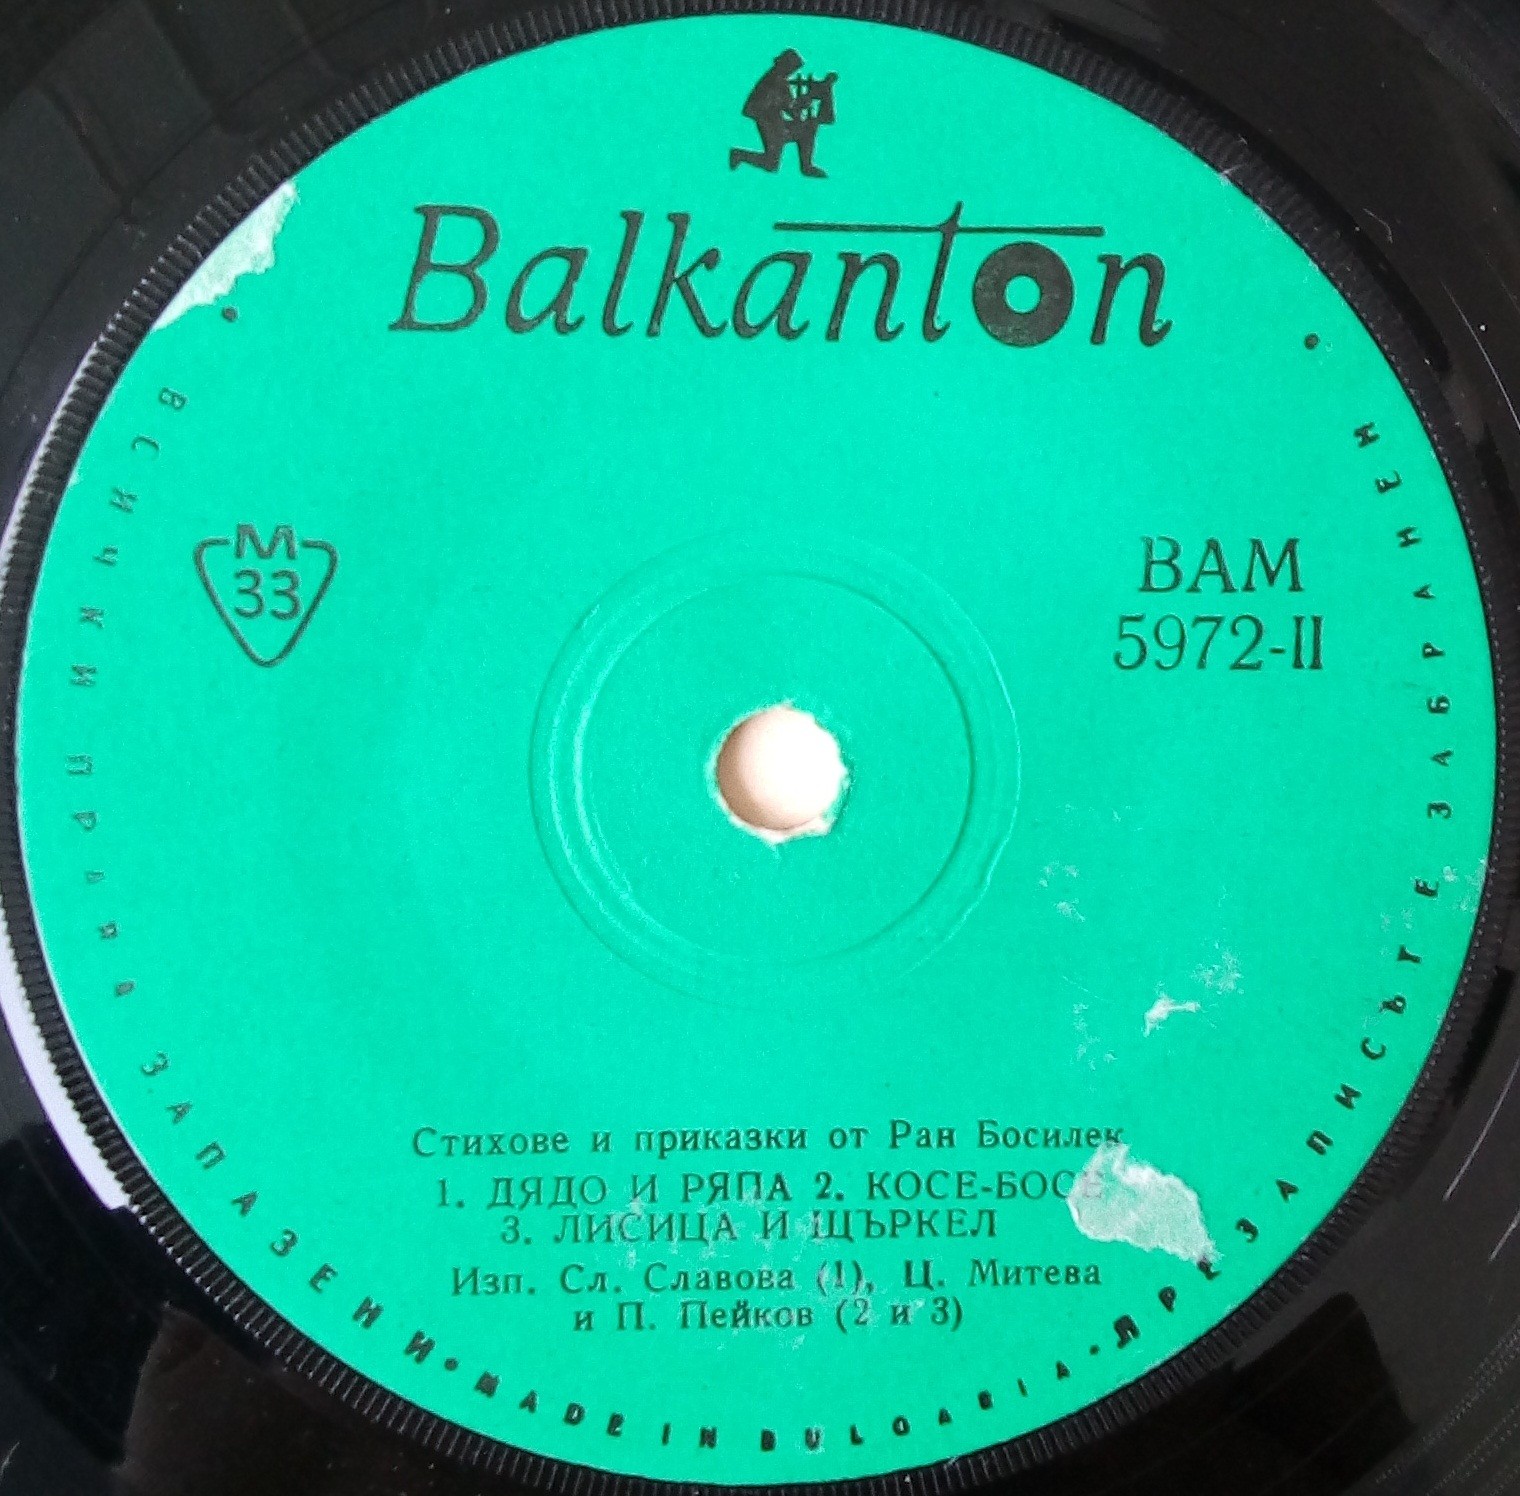 Balkanton
M
33
BAM
5972-II
Стихове и приказки от Ран Босилек
1. ДЯДО И РЯПА 2. КОСЕ-БОСЕ
3. ЛИСИЦА И ЩЪРКЕЛ
Изп. Сл. Славова (1), Ц. Митева
и П. Пейков (2 и 3)
• ВСИЧКИ ПРАВА ЗАПАЗЕНИ • MADE IN BULGARIA • ПРЕЗАПИСЪТ Е ЗАБРАНЕН •